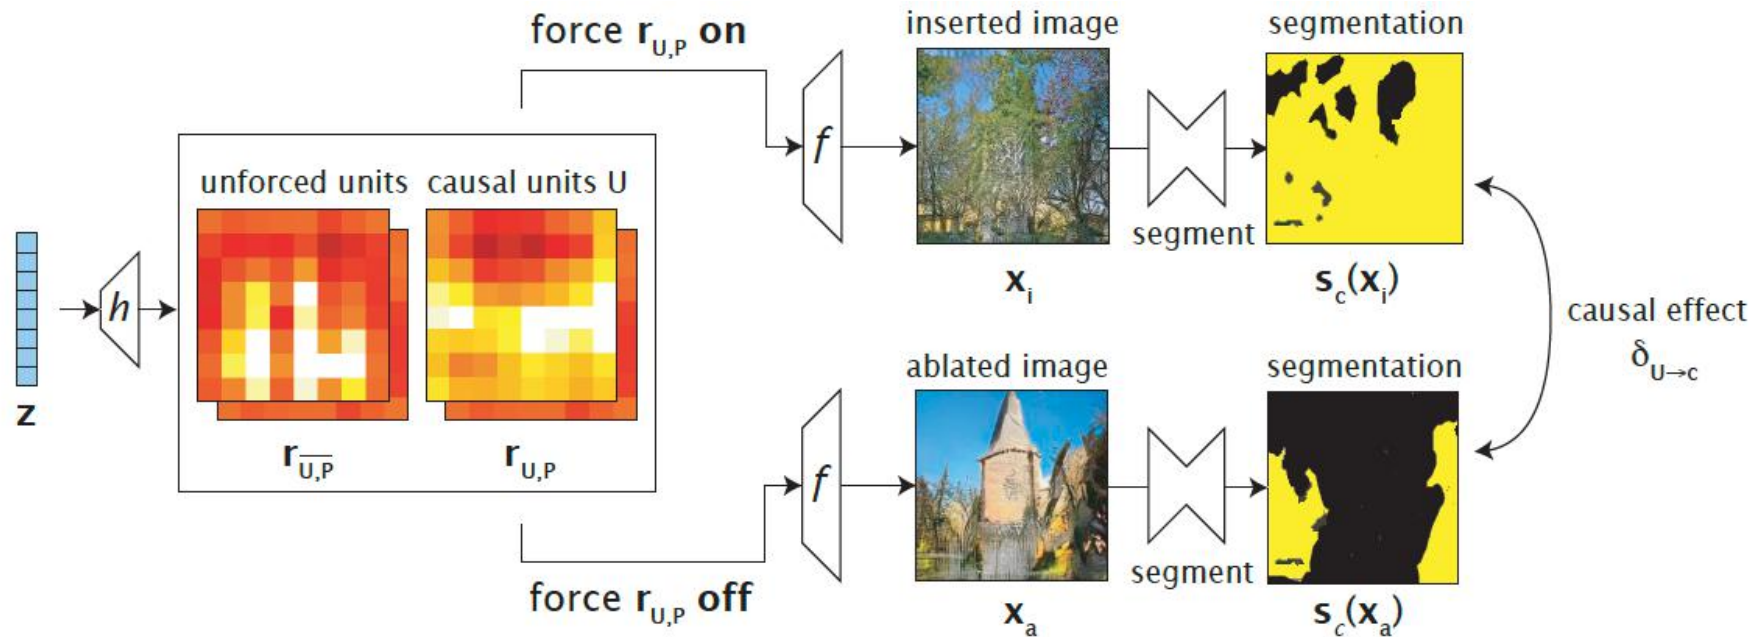 force r_U,P on
inserted image
segmentation
f
segment
x_i
s_c(x_i)
unforced units
causal units U
h
z
r_U,P̅
r_U,P
causal effect
δ_U→c
ablated image
segmentation
f
segment
force r_U,P off
x_a
s_c(x_a)